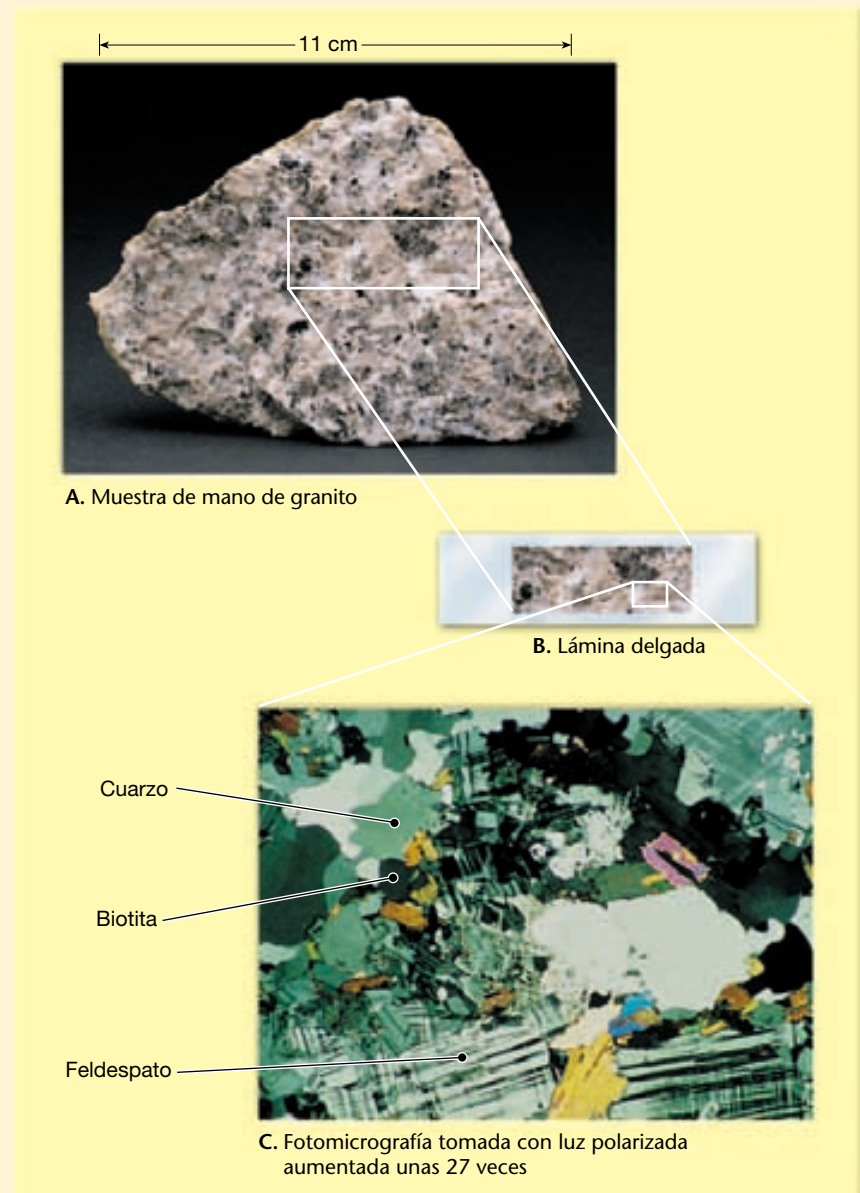 11 cm
A. Muestra de mano de granito
B. Lámina delgada
Cuarzo
Biotita
Feldespato
C. Fotomicrografía tomada con luz polarizada
aumentada unas 27 veces